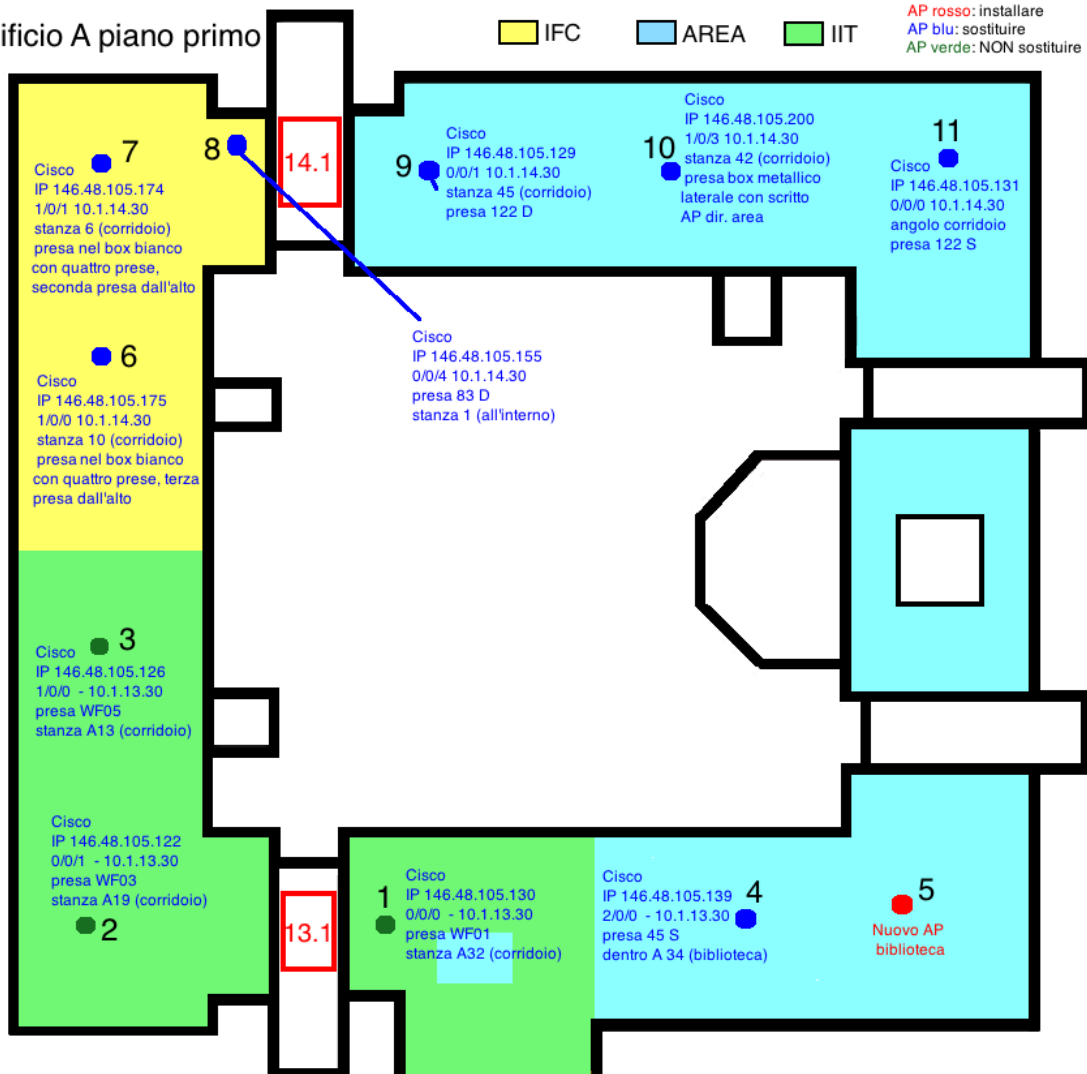 ificio A piano primo
IFC
AREA
IIT
AP rosso: installare
AP blu: sostituire
AP verde: NON sostituire
7
Cisco
IP 146.48.105.174
1/0/1 10.1.14.30
stanza 6 (corridoio)
presa nel box bianco
con quattro prese,
seconda presa dall'alto
8
14.1
9
Cisco
IP 146.48.105.129
0/0/1 10.1.14.30
stanza 45 (corridoio)
presa 122 D
10
Cisco
IP 146.48.105.200
1/0/3 10.1.14.30
stanza 42 (corridoio)
presa box metallico
laterale con scritto
AP dir. area
11
Cisco
IP 146.48.105.131
0/0/0 10.1.14.30
angolo corridoio
presa 122 S
Cisco
IP 146.48.105.155
0/0/4 10.1.14.30
presa 83 D
stanza 1 (all'interno)
6
Cisco
IP 146.48.105.175
1/0/0 10.1.14.30
stanza 10 (corridoio)
presa nel box bianco
con quattro prese, terza
presa dall'alto
3
Cisco
IP 146.48.105.126
1/0/0 - 10.1.13.30
presa WF05
stanza A13 (corridoio)
Cisco
IP 146.48.105.122
0/0/1 - 10.1.13.30
presa WF03
stanza A19 (corridoio)
2
13.1
1
Cisco
IP 146.48.105.130
0/0/0 - 10.1.13.30
presa WF01
stanza A32 (corridoio)
Cisco
IP 146.48.105.139
2/0/0 - 10.1.13.30
presa 45 S
dentro A 34 (biblioteca)
4
5
Nuovo AP
biblioteca